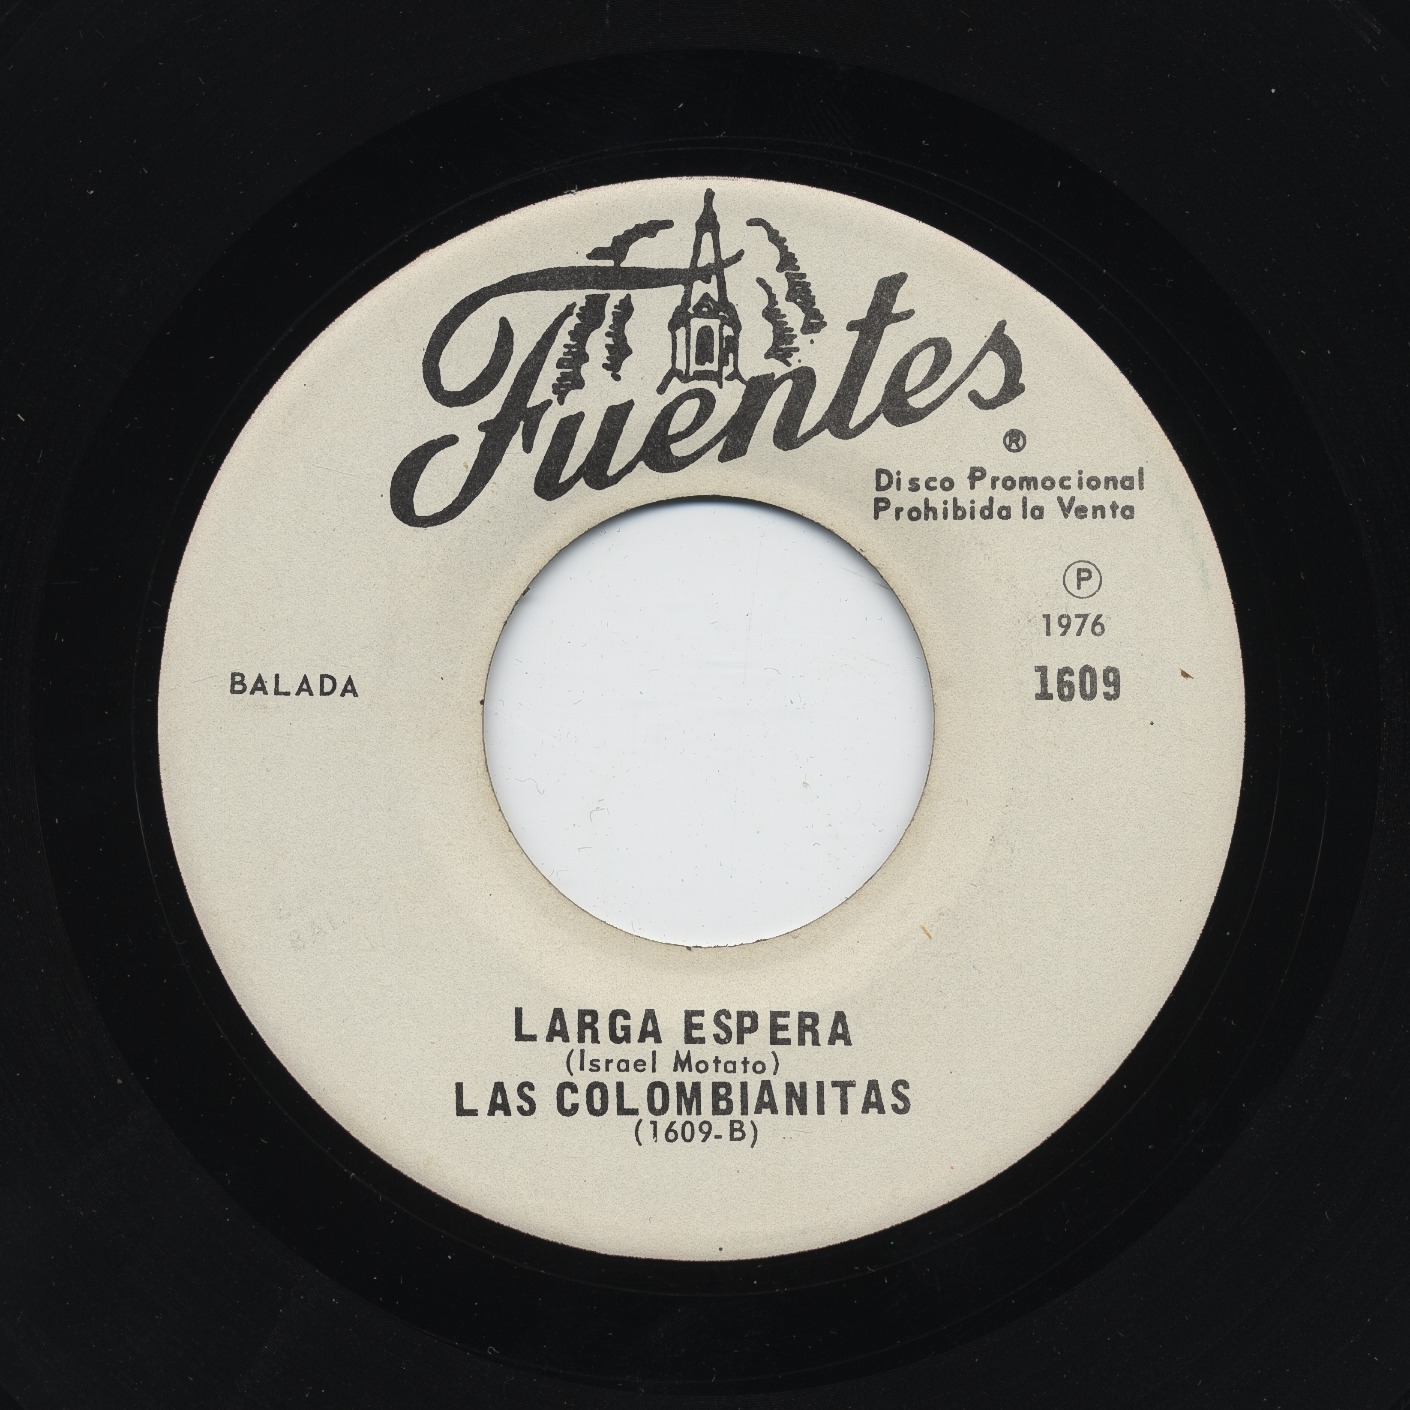 Fuentes
®
Disco Promocional
Prohibida la Venta
Ⓟ
1976
BALADA
1609
LARGA ESPERA
(Israel Motato)
LAS COLOMBIANITAS
(1609-B)